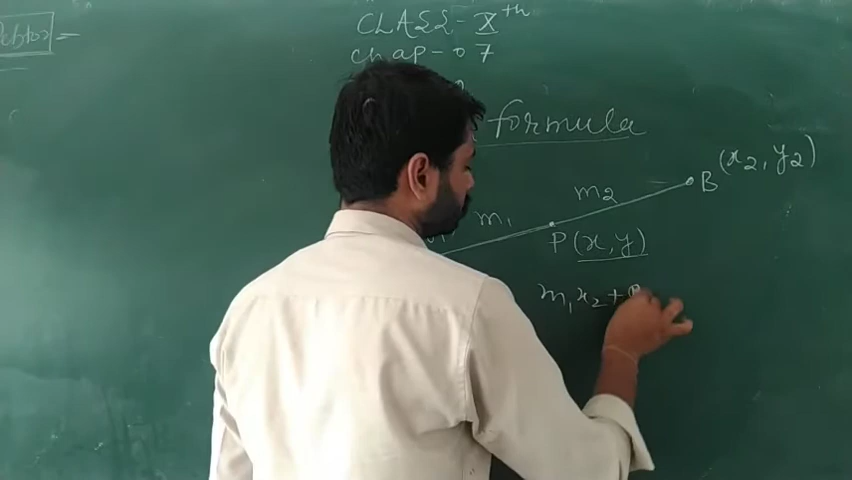 CLASS - Xth
Chap - 07
formula
B (x2, y2)
m1 m2
P (x, y)
m1x2 +